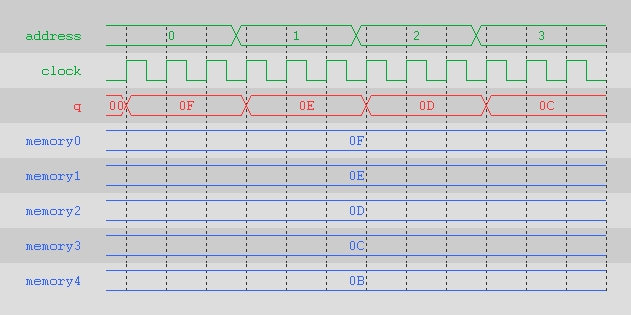 address 0 1 2 3
clock
q 00 0F 0E 0D 0C
memory0 0F
memory1 0E
memory2 0D
memory3 0C
memory4 0B